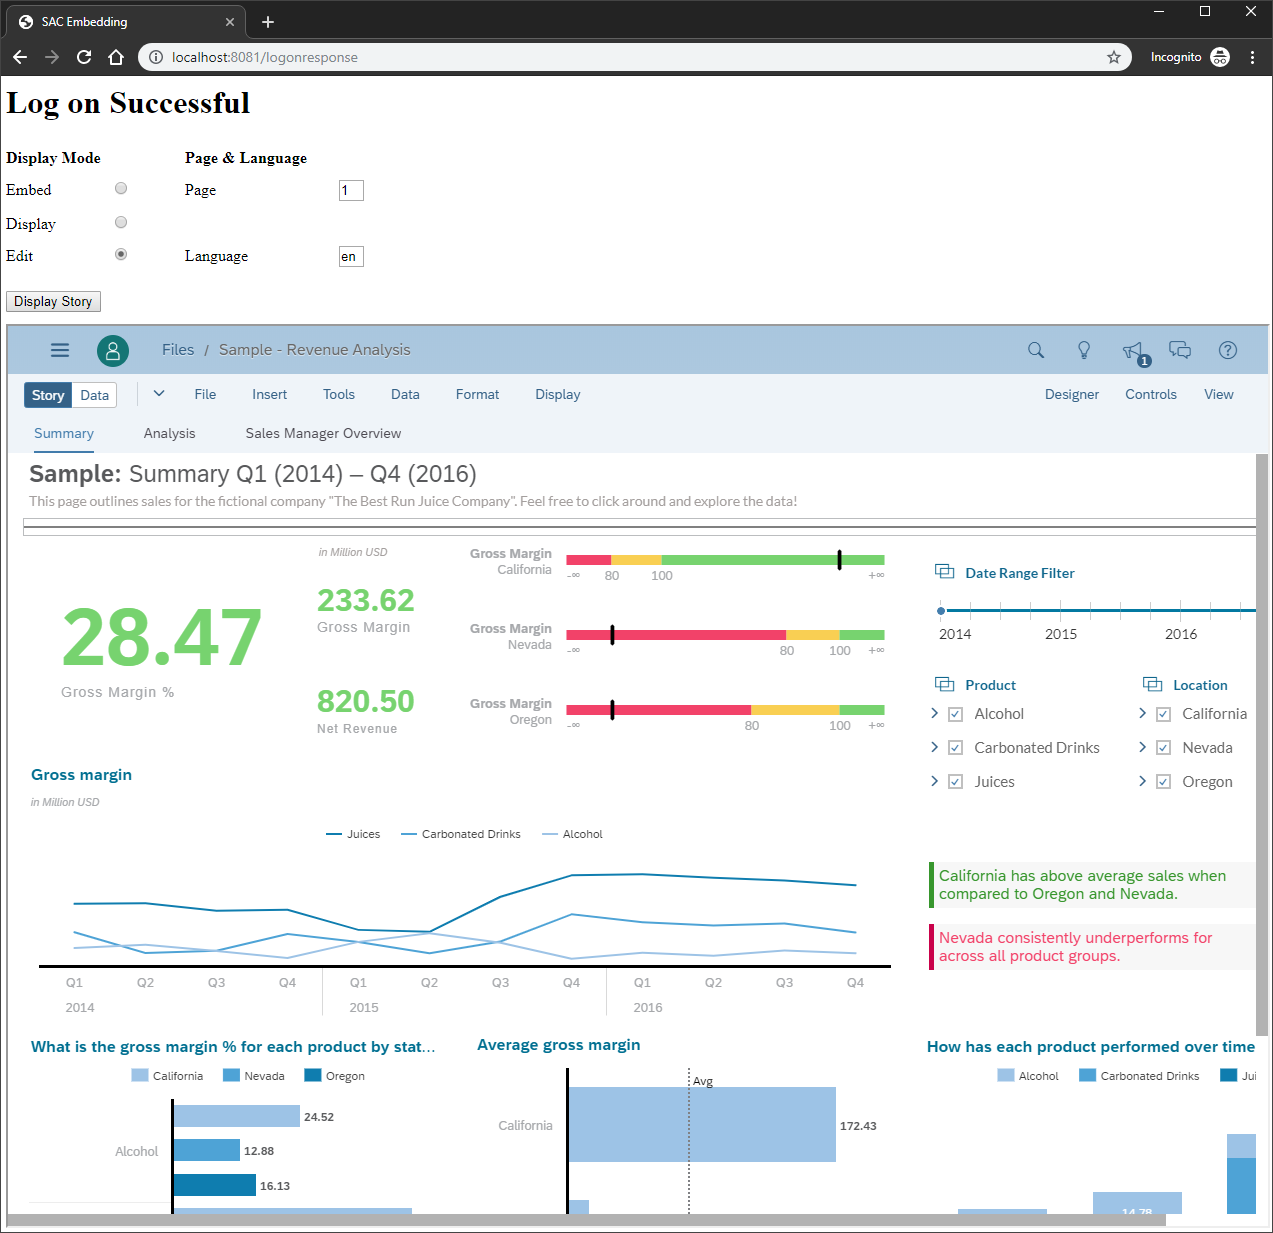 SAC Embedding
localhost:8081/logonresponse
Incognito
Log on Successful
Display Mode Page & Language
Embed Page 1
Display
Edit Language en
Display Story
Files / Sample - Revenue Analysis
1
Story Data File Insert Tools Data Format Display Designer Controls View
Summary Analysis Sales Manager Overview
Sample: Summary Q1 (2014) – Q4 (2016)
This page outlines sales for the fictional company "The Best Run Juice Company". Feel free to click around and explore the data!
28.47
Gross Margin %
in Million USD
233.62
Gross Margin
820.50
Net Revenue
Gross Margin
California
-∞ 80 100 +∞
Gross Margin
Nevada
-∞ 80 100 +∞
Gross Margin
Oregon
-∞ 80 100 +∞
Date Range Filter
2014 2015 2016
Product
Alcohol
Carbonated Drinks
Juices
Location
California
Nevada
Oregon
Gross margin
in Million USD
Juices Carbonated Drinks Alcohol
Q1 Q2 Q3 Q4 Q1 Q2 Q3 Q4 Q1 Q2 Q3 Q4
2014 2015 2016
California has above average sales when
compared to Oregon and Nevada.
Nevada consistently underperforms for
across all product groups.
What is the gross margin % for each product by stat...
California Nevada Oregon
Alcohol
24.52
12.88
16.13
Average gross margin
Avg
California
172.43
How has each product performed over time
Alcohol Carbonated Drinks Jui
14.78